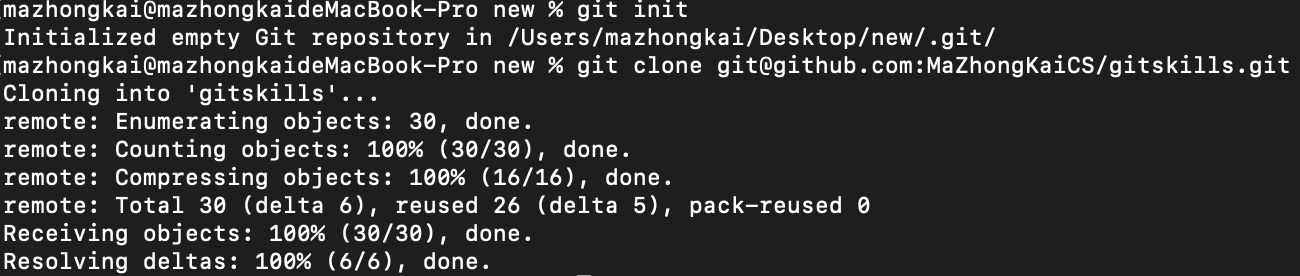 mazhongkai@mazhongkaideMacBook-Pro new % git init
Initialized empty Git repository in /Users/mazhongkai/Desktop/new/.git/
mazhongkai@mazhongkaideMacBook-Pro new % git clone git@github.com:MaZhongKaiCS/gitskills.git
Cloning into 'gitskills'...
remote: Enumerating objects: 30, done.
remote: Counting objects: 100% (30/30), done.
remote: Compressing objects: 100% (16/16), done.
remote: Total 30 (delta 6), reused 26 (delta 5), pack-reused 0
Receiving objects: 100% (30/30), done.
Resolving deltas: 100% (6/6), done.